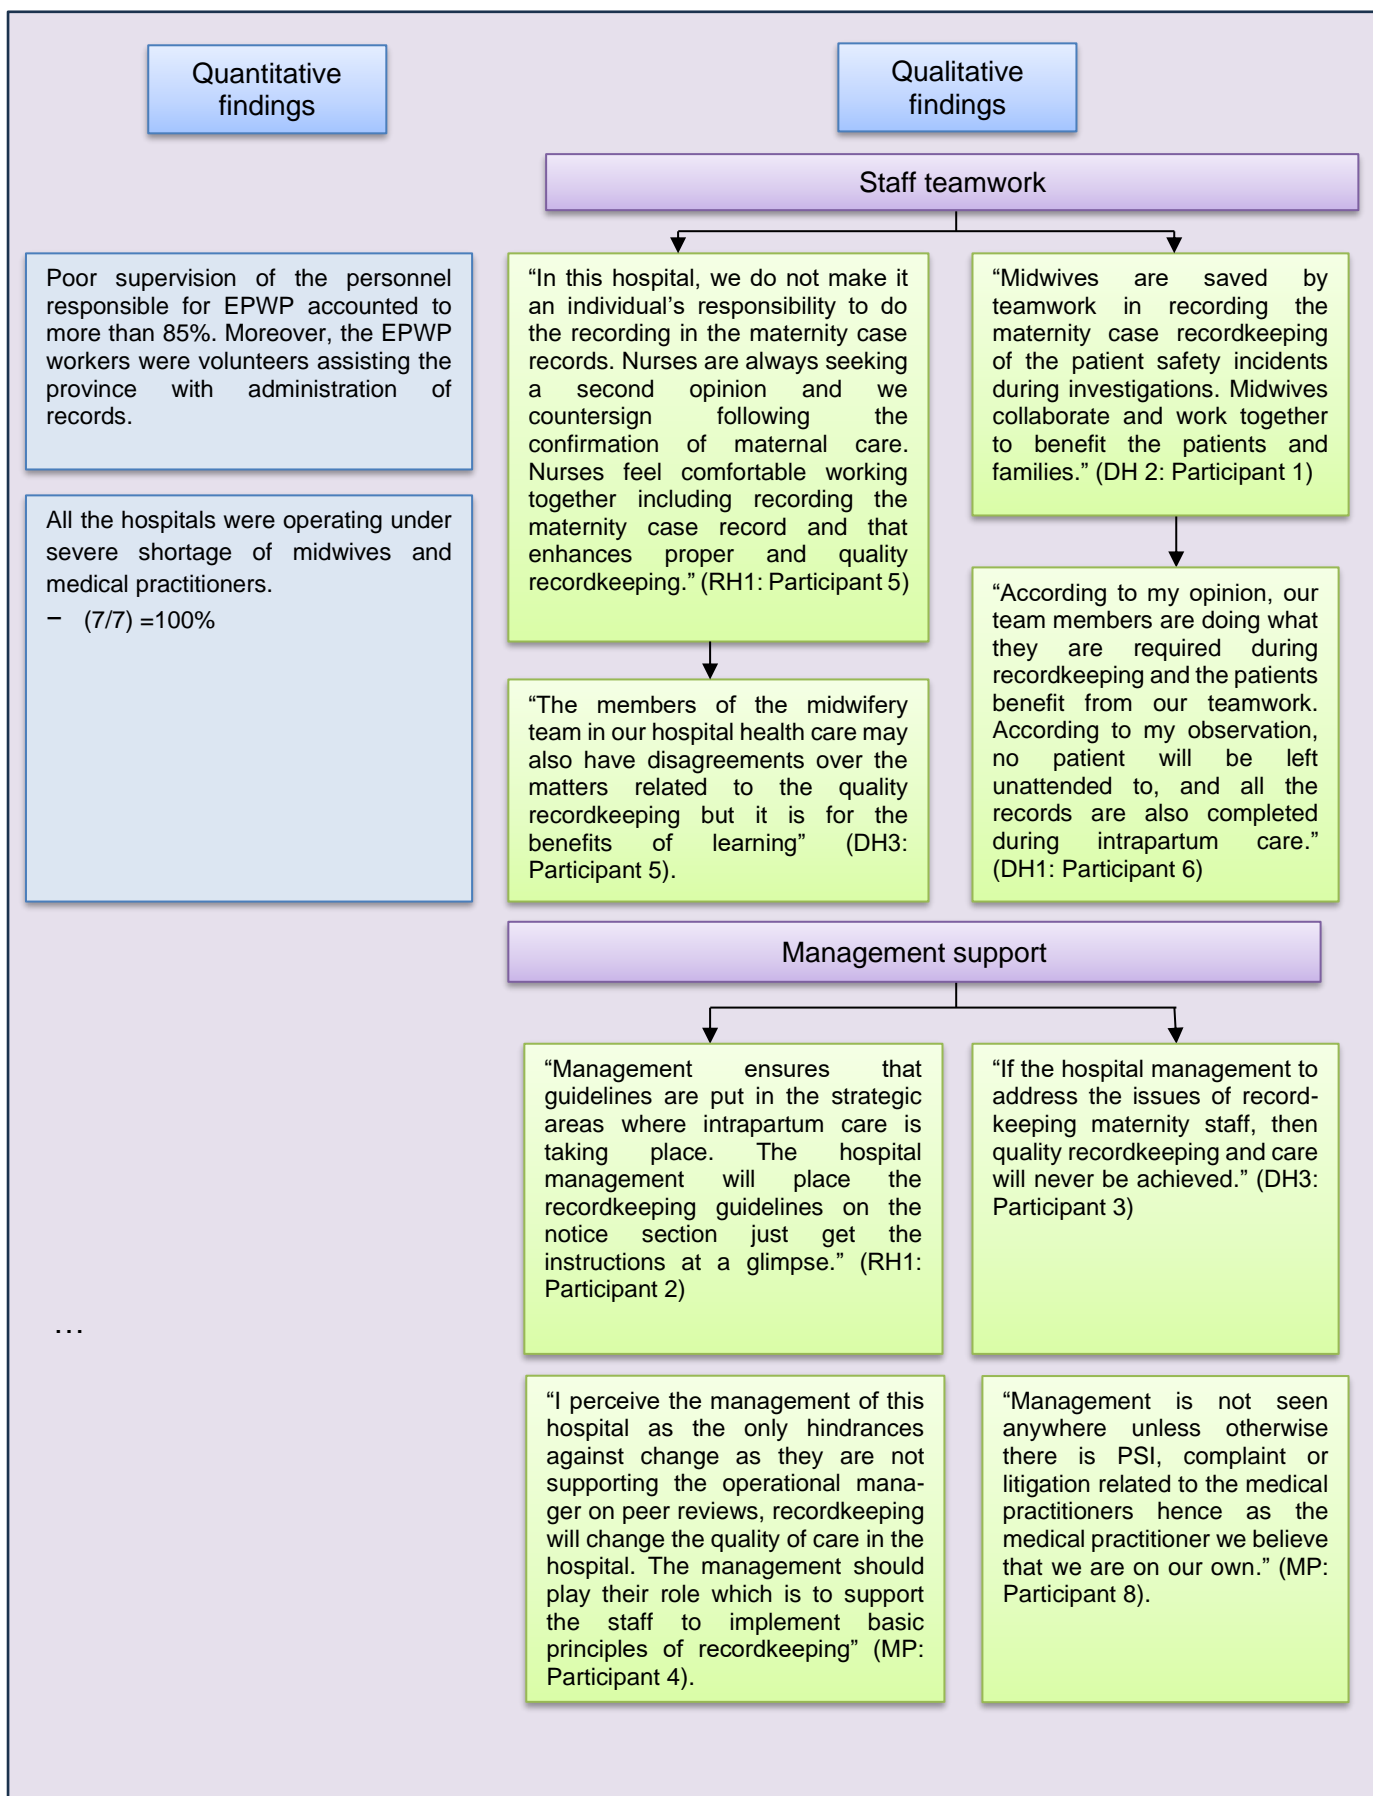 Quantitative
findings
Qualitative
findings
Staff teamwork
Poor supervision of the personnel
responsible for EPWP accounted to
more than 85%. Moreover, the EPWP
workers were volunteers assisting the
province with administration of
records.
All the hospitals were operating under
severe shortage of midwives and
medical practitioners.
− (7/7) =100%
“In this hospital, we do not make it
an individual’s responsibility to do
the recording in the maternity case
records. Nurses are always seeking
a second opinion and we
countersign following the
confirmation of maternal care.
Nurses feel comfortable working
together including recording the
maternity case record and that
enhances proper and quality
recordkeeping.” (RH1: Participant 5)
“Midwives are saved by
teamwork in recording the
maternity case recordkeeping
of the patient safety incidents
during investigations. Midwives
collaborate and work together
to benefit the patients and
families.” (DH 2: Participant 1)
“The members of the midwifery
team in our hospital health care may
also have disagreements over the
matters related to the quality
recordkeeping but it is for the
benefits of learning” (DH3:
Participant 5).
“According to my opinion, our
team members are doing what
they are required during
recordkeeping and the patients
benefit from our teamwork.
According to my observation,
no patient will be left
unattended to, and all the
records are also completed
during intrapartum care.”
(DH1: Participant 6)
Management support
“Management ensures that
guidelines are put in the strategic
areas where intrapartum care is
taking place. The hospital
management will place the
recordkeeping guidelines on the
notice section just get the
instructions at a glimpse.” (RH1:
Participant 2)
“If the hospital management to
address the issues of record-
keeping maternity staff, then
quality recordkeeping and care
will never be achieved.” (DH3:
Participant 3)
…
“I perceive the management of this
hospital as the only hindrances
against change as they are not
supporting the operational mana-
ger on peer reviews, recordkeeping
will change the quality of care in the
hospital. The management should
play their role which is to support
the staff to implement basic
principles of recordkeeping” (MP:
Participant 4).
“Management is not seen
anywhere unless otherwise
there is PSI, complaint or
litigation related to the medical
practitioners hence as the
medical practitioner we believe
that we are on our own.” (MP:
Participant 8).